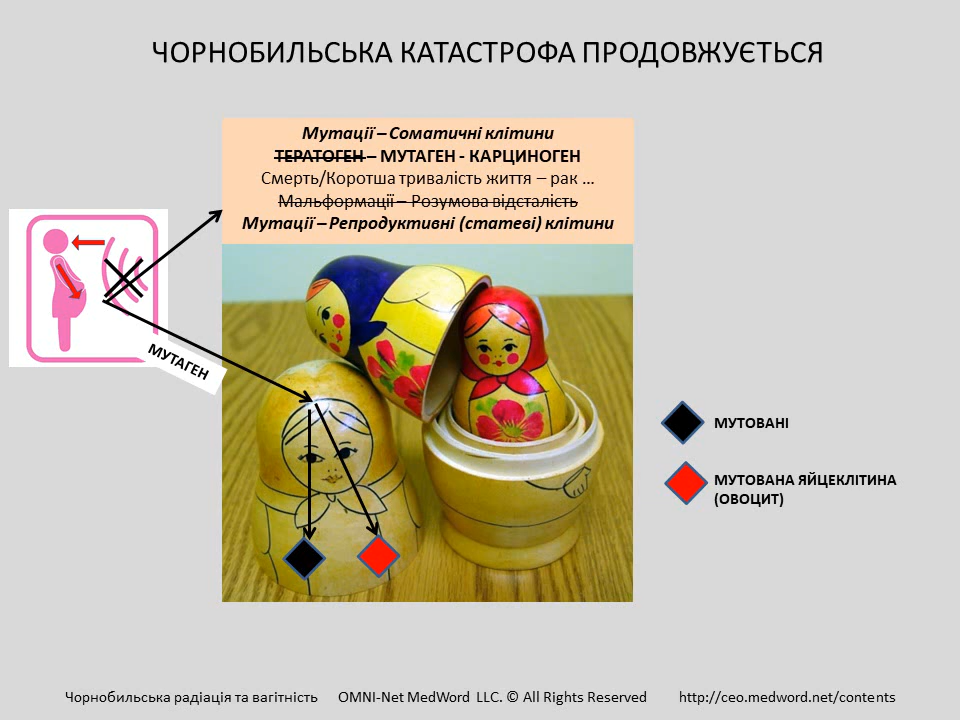 ЧОРНОБИЛЬСЬКА КАТАСТРОФА ПРОДОВЖУЄТЬСЯ
Мутації – Соматичні клітини
ТЕРАТОГЕН – МУТАГЕН - КАРЦИНОГЕН
Смерть/Коротша тривалість життя – рак ...
Мальформації – Розумова відсталість
Мутації – Репродуктивні (статеві) клітини
МУТАГЕН
МУТОВАНІ
МУТОВАНА ЯЙЦЕКЛІТИНА
(ОВОЦИТ)
Чорнобильська радіація та вагітність OMNI-Net MedWord LLC. © All Rights Reserved http://ceo.medword.net/contents